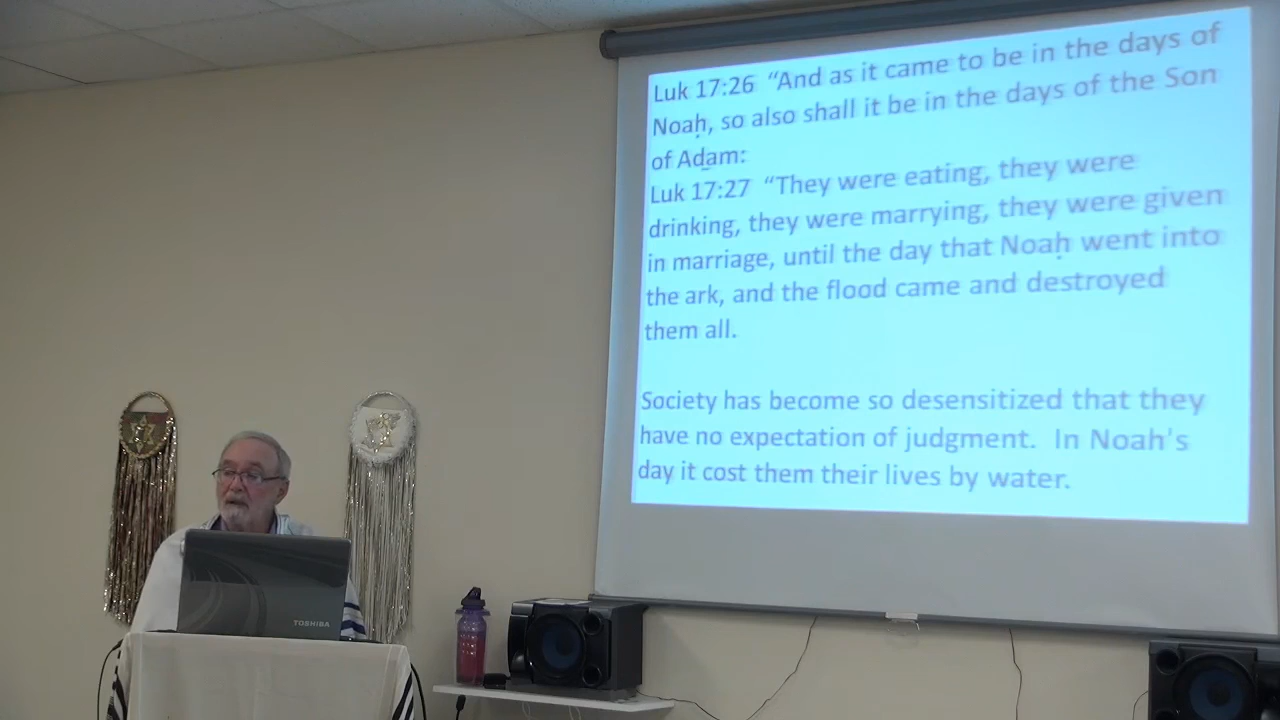 Luk 17:26  “And as it came to be in the days of
Noaḥ, so also shall it be in the days of the Son
of Aḏam:
Luk 17:27  “They were eating, they were
drinking, they were marrying, they were given
in marriage, until the day that Noaḥ went into
the ark, and the flood came and destroyed
them all.
Society has become so desensitized that they
have no expectation of judgment.  In Noah's
day it cost them their lives by water.
TOSHIBA